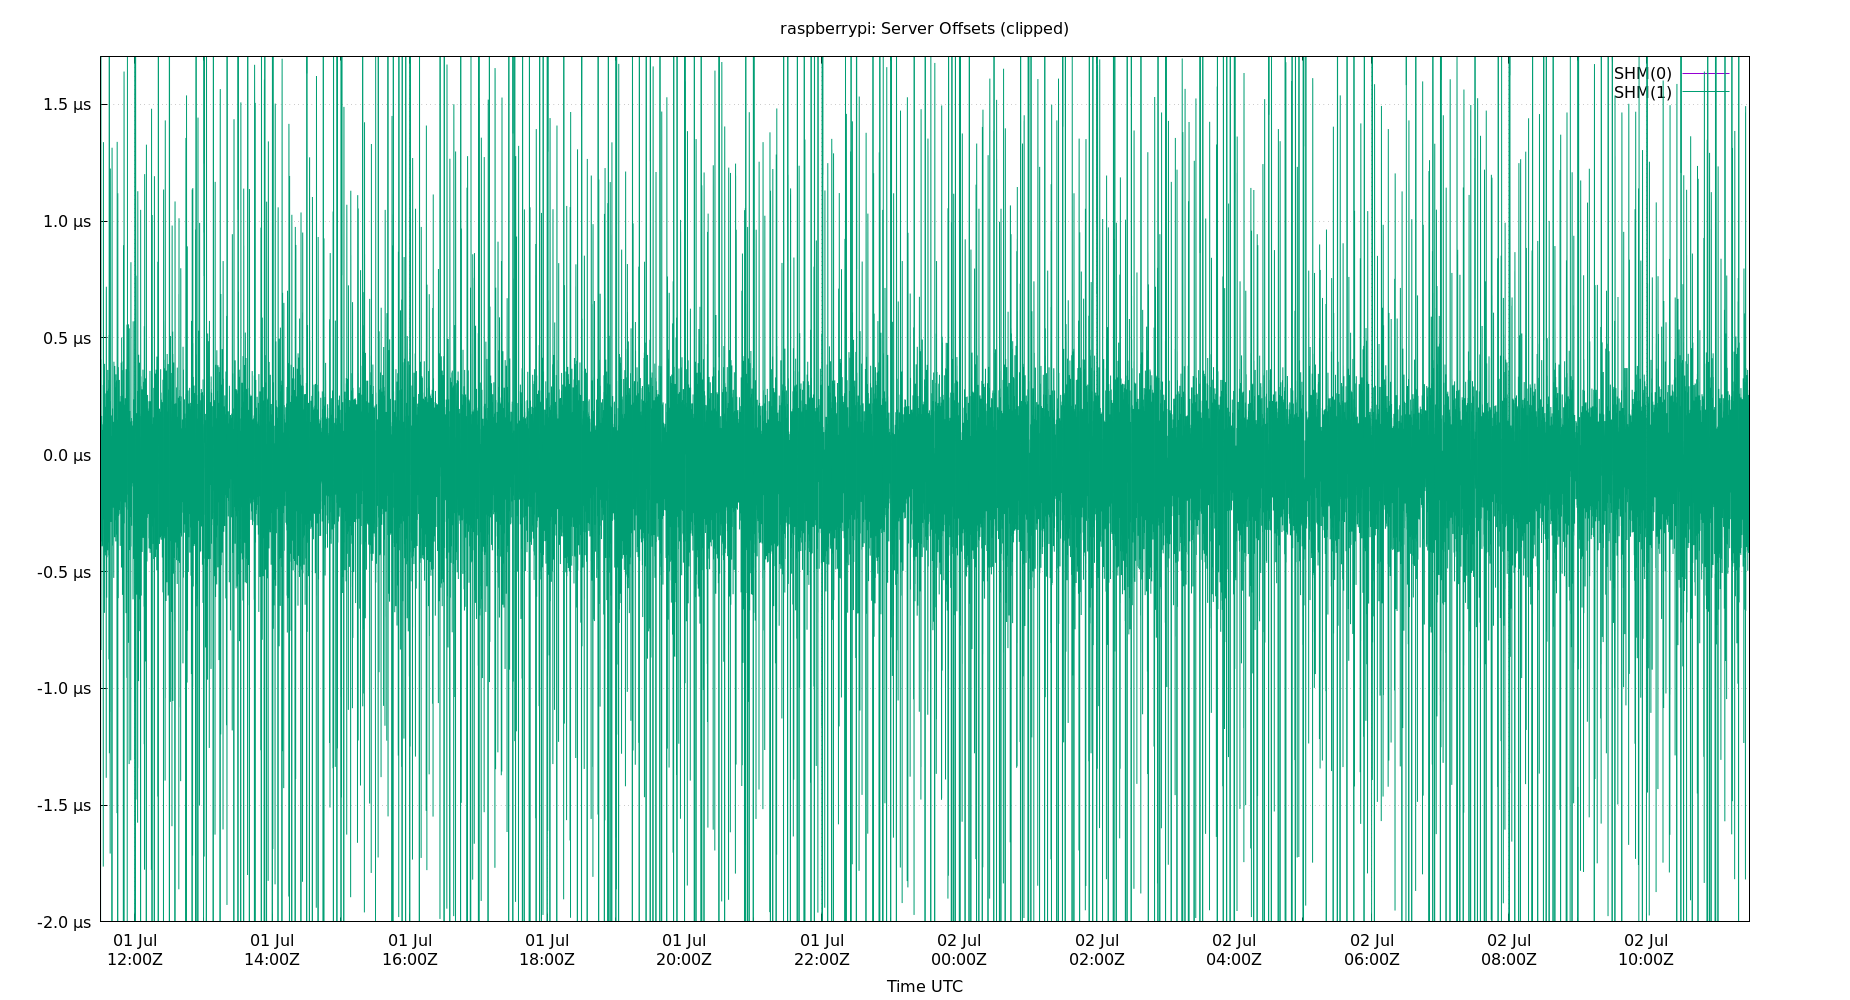 raspberrypi: Server Offsets (clipped)
SHM(0)
SHM(1)
1.5 µs
1.0 µs
0.5 µs
0.0 µs
-0.5 µs
-1.0 µs
-1.5 µs
-2.0 µs
01 Jul 01 Jul 01 Jul 01 Jul 01 Jul 01 Jul 02 Jul 02 Jul 02 Jul 02 Jul 02 Jul 02 Jul
12:00Z 14:00Z 16:00Z 18:00Z 20:00Z 22:00Z 00:00Z 02:00Z 04:00Z 06:00Z 08:00Z 10:00Z
Time UTC